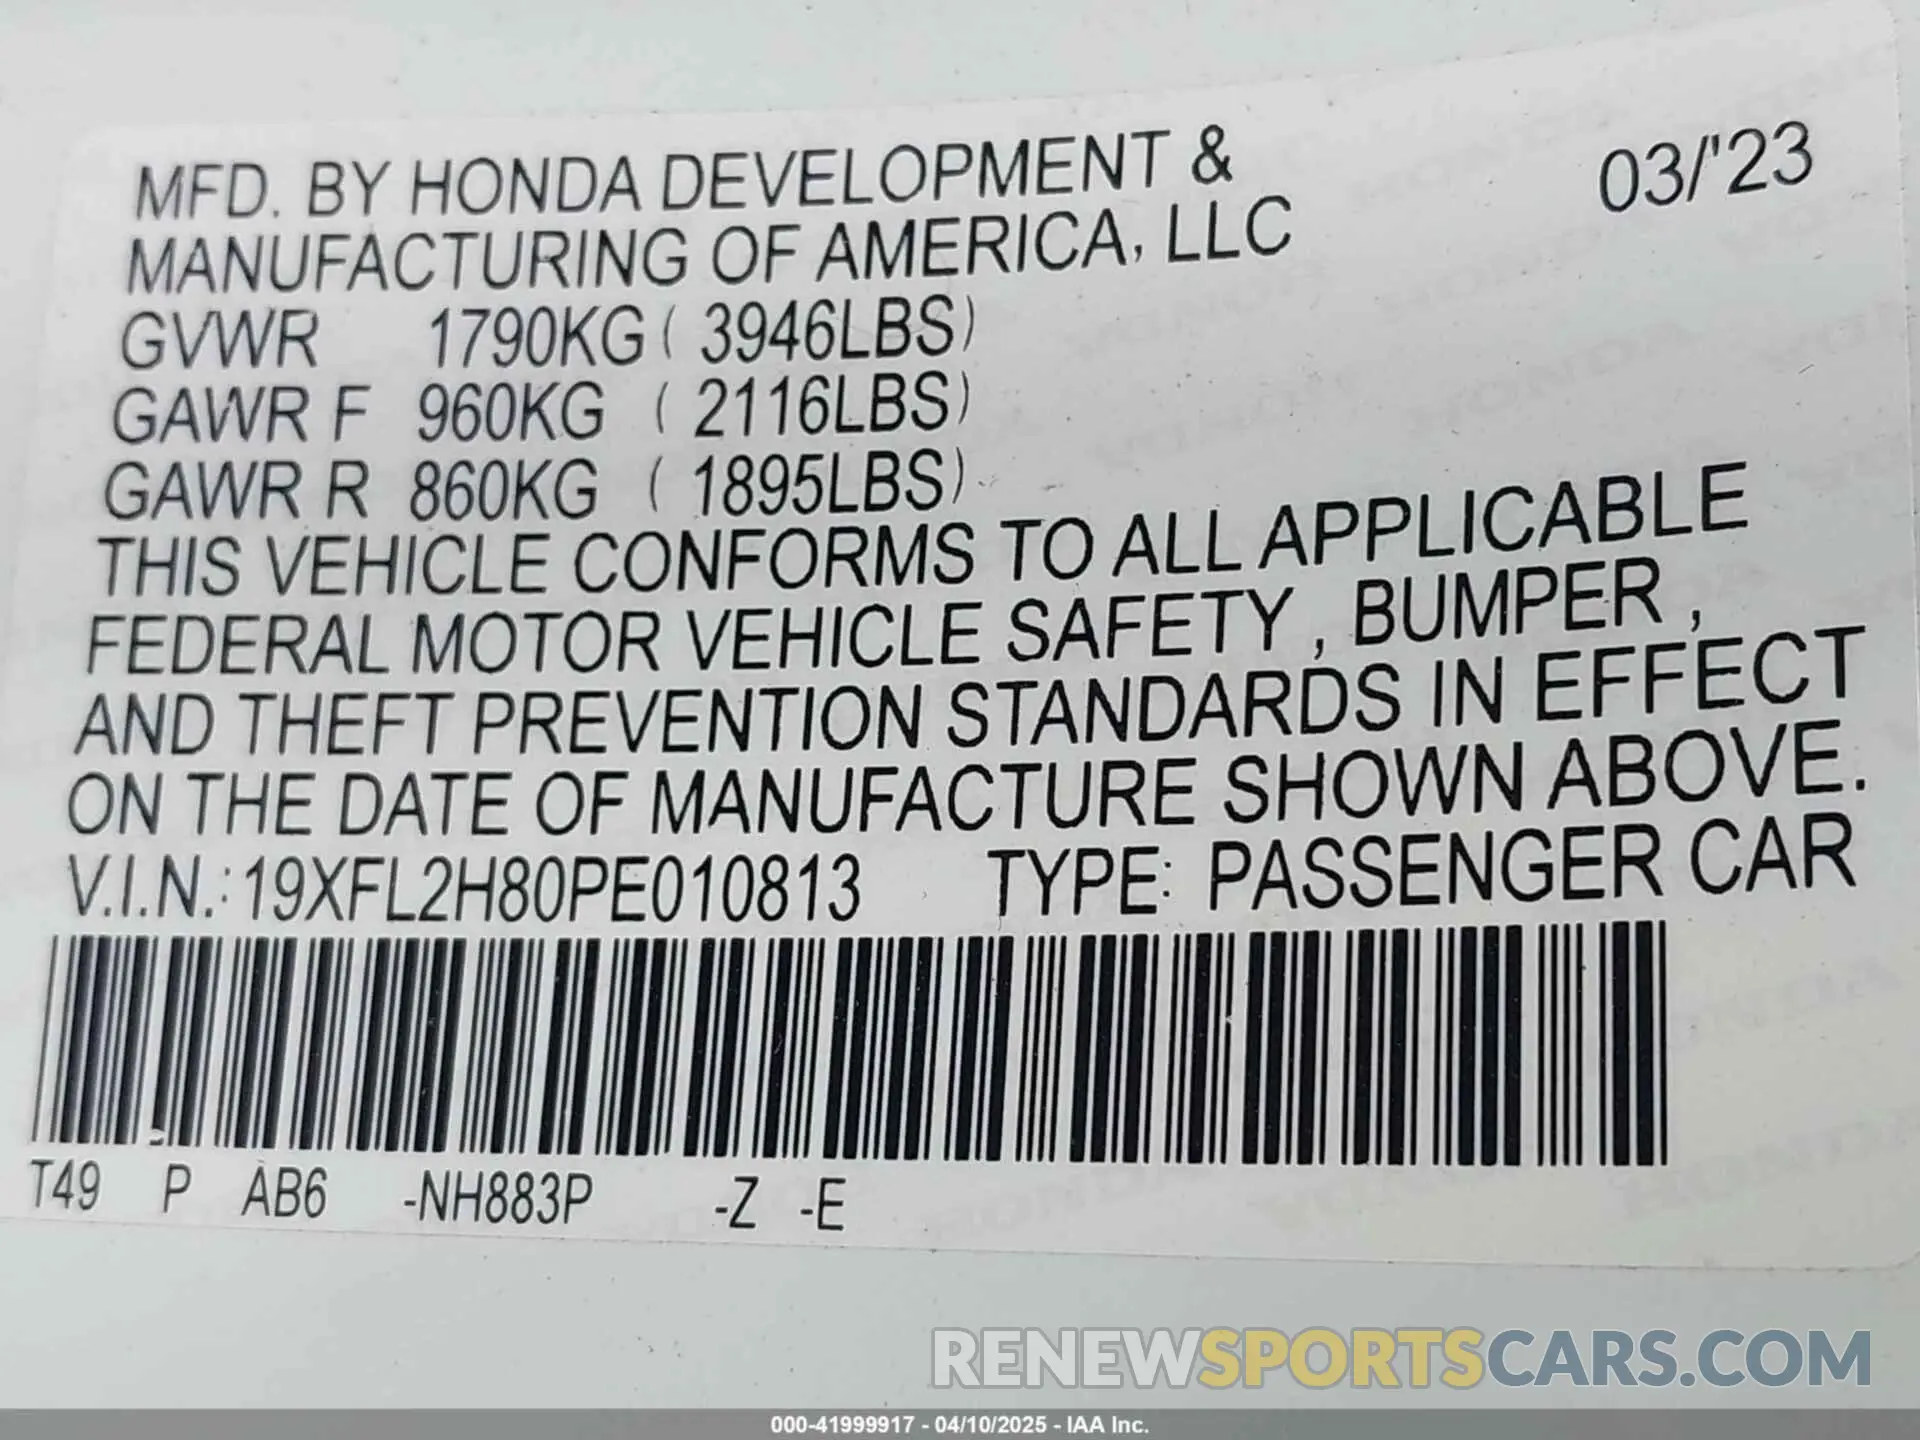 MFD. BY HONDA DEVELOPMENT & 03/'23
MANUFACTURING OF AMERICA, LLC
GVWR 1790KG ( 3946LBS)
GAWR F 960KG ( 2116LBS)
GAWR R 860KG ( 1895LBS)
THIS VEHICLE CONFORMS TO ALL APPLICABLE
FEDERAL MOTOR VEHICLE SAFETY , BUMPER ,
AND THEFT PREVENTION STANDARDS IN EFFECT
ON THE DATE OF MANUFACTURE SHOWN ABOVE.
V.I.N.: 19XFL2H80PE010813 TYPE: PASSENGER CAR
T49 P AB6 -NH883P -Z -E
RENEWSPORTSCARS.COM
000-41999917 - 04/10/2025 - IAA Inc.